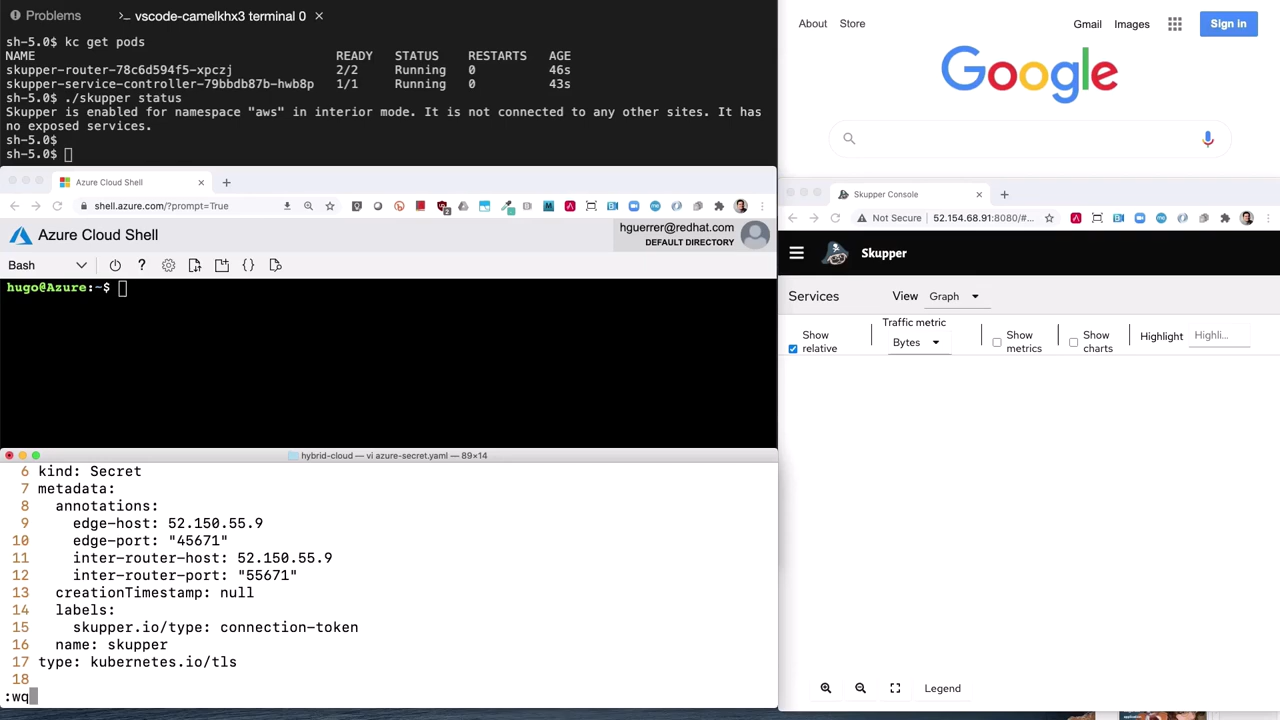 Problems
>_ vscode-camelkhx3 terminal 0 ×
sh-5.0$ kc get pods
NAME READY STATUS RESTARTS AGE
skupper-router-78c6d594f5-xpczj 2/2 Running 0 46s
skupper-service-controller-79bbdb87b-hwb8p 1/1 Running 0 43s
sh-5.0$ ./skupper status
Skupper is enabled for namespace "aws" in interior mode. It is not connected to any other sites. It has
no exposed services.
sh-5.0$
sh-5.0$
Azure Cloud Shell
shell.azure.com/?prompt=True
Azure Cloud Shell
hguerrer@redhat.com
DEFAULT DIRECTORY
Bash
hugo@Azure:~$
hybrid-cloud — vi azure-secret.yaml — 89×14
6 kind: Secret
7 metadata:
8 annotations:
9 edge-host: 52.150.55.9
10 edge-port: "45671"
11 inter-router-host: 52.150.55.9
12 inter-router-port: "55671"
13 creationTimestamp: null
14 labels:
15 skupper.io/type: connection-token
16 name: skupper
17 type: kubernetes.io/tls
18
:wq
About Store Gmail Images Sign in
Google
Skupper Console
Not Secure 52.154.68.91:8080/#...
Skupper
Services View Graph
Show relative
Traffic metric
Bytes
Show metrics
Show charts
Highlight Highli...
Legend